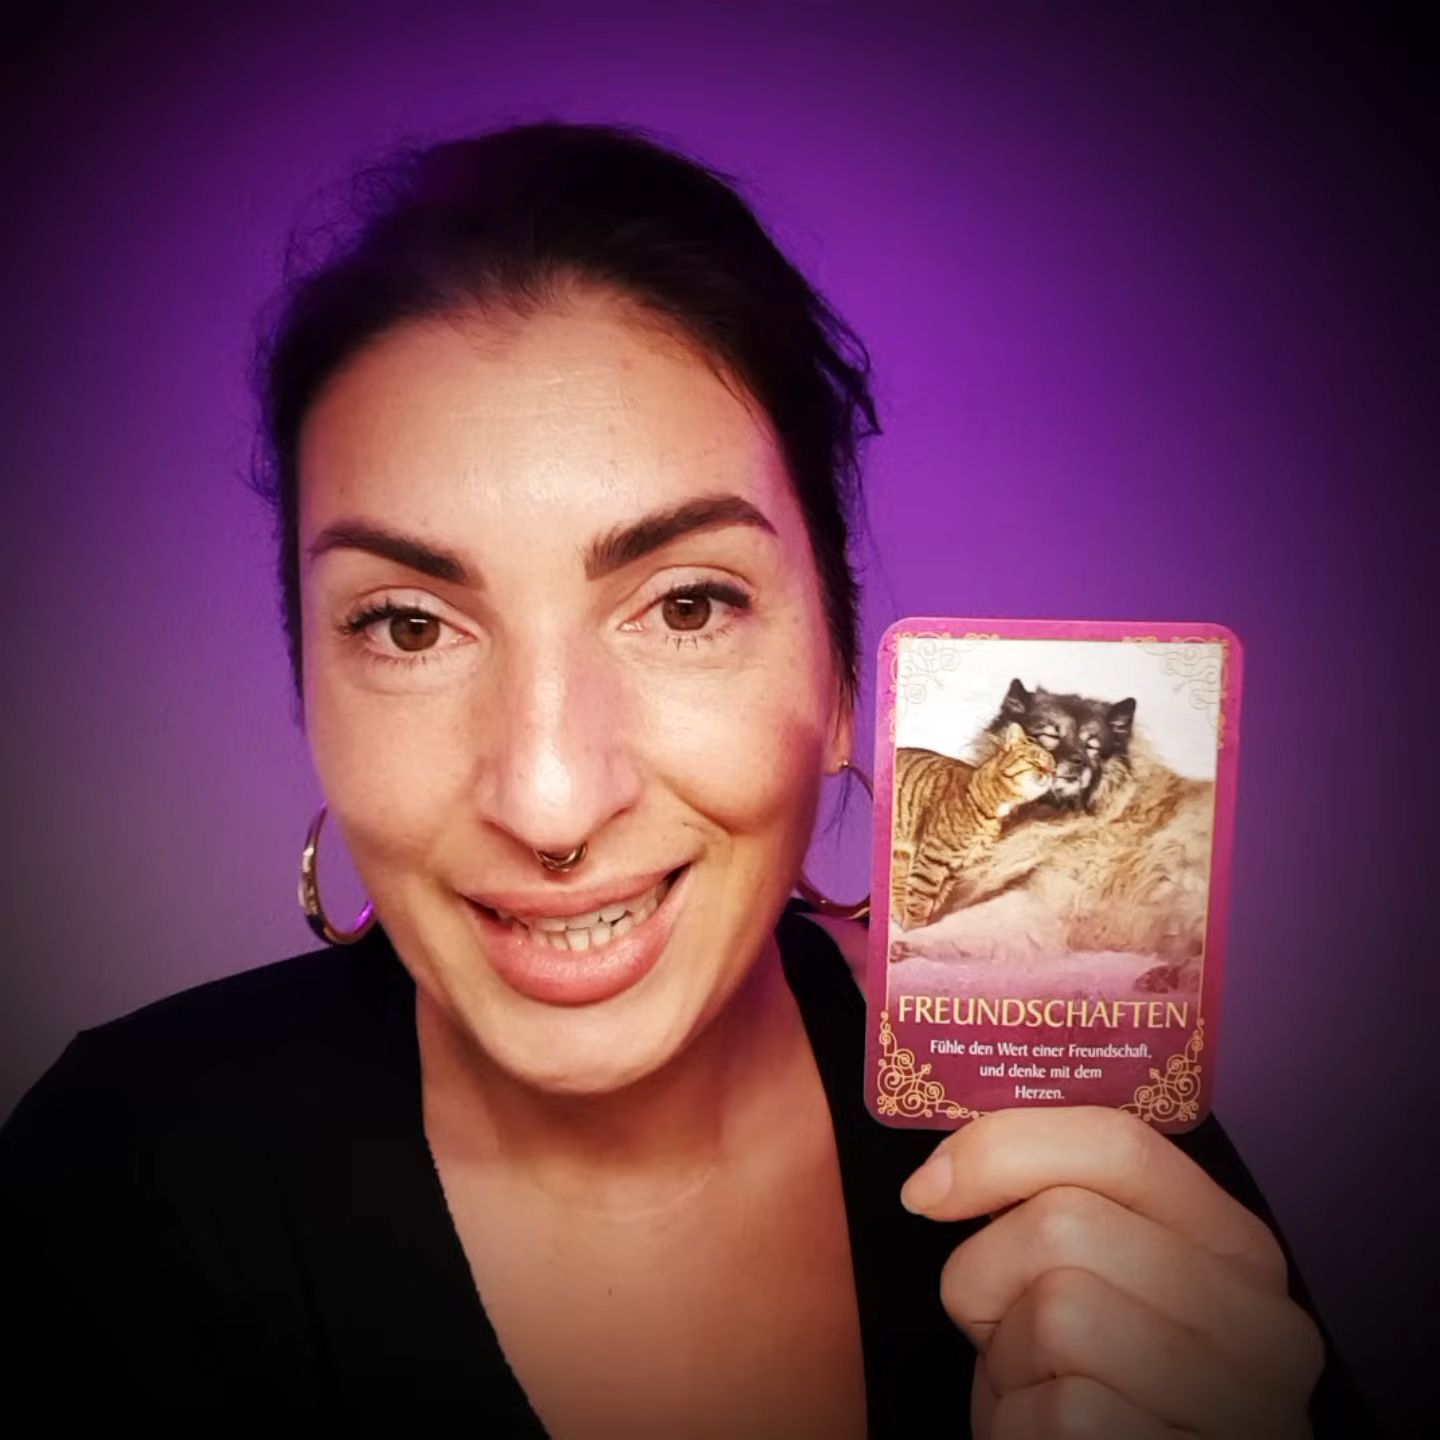 FREUNDSCHAFTEN
Fühle den Wert einer Freundschaft,
und denke mit dem
Herzen.